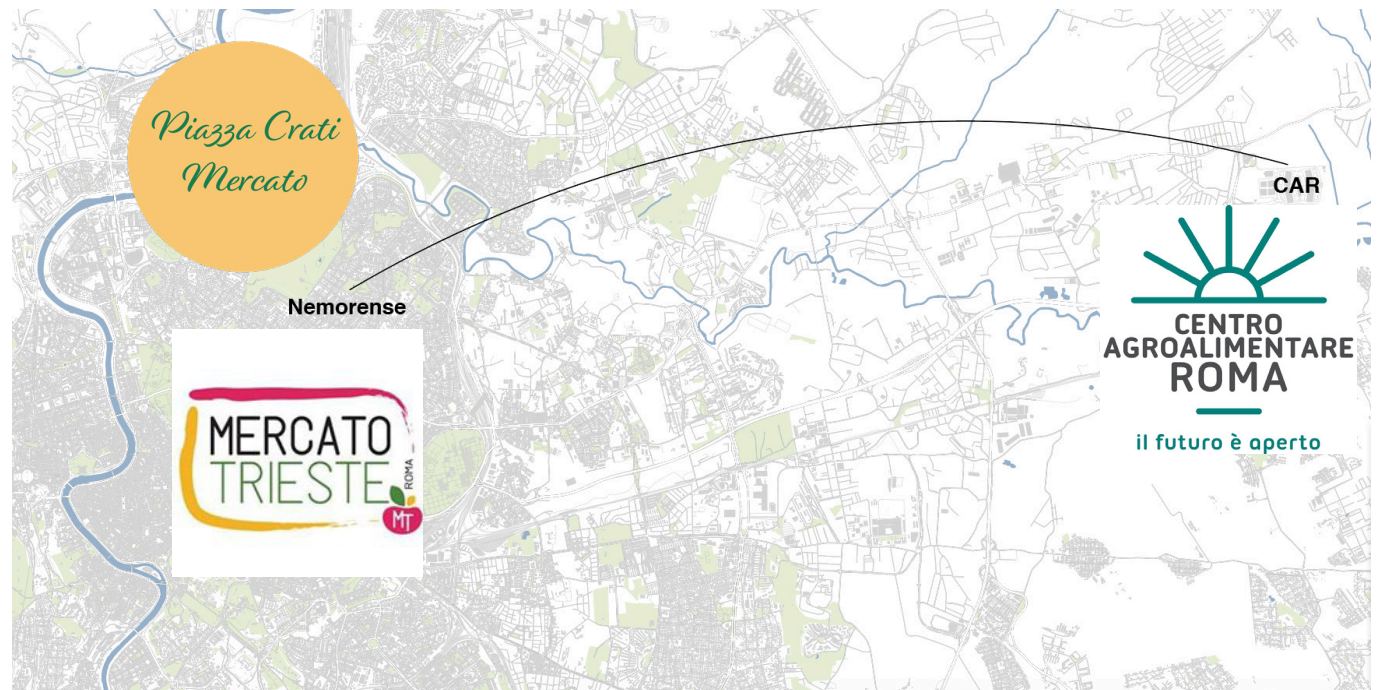 Piazza Crati
Mercato
CAR
Nemorense
CENTRO
AGROALIMENTARE
ROMA
il futuro è aperto
MERCATO
TRIESTE
ROMA
MT